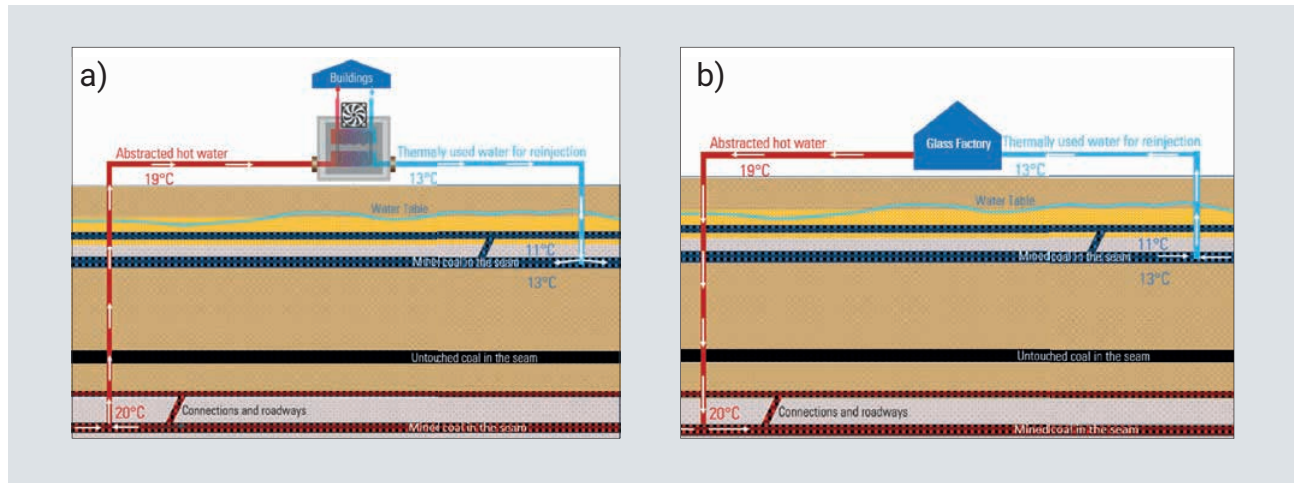 a)
Buildings
Abstracted hot water
Thermally used water for reinjection
19°C
13°C
Water Table
11°C
Mined coal in the seam
13°C
Untouched coal in the seam
20°C
Connections and roadways
Mined coal in the seam
b)
Glass Factory
Abstracted hot water
Thermally used water for reinjection
19°C
13°C
Water Table
11°C
Mined coal in the seam
13°C
Untouched coal in the seam
20°C
Connections and roadways
Mined coal in the seam